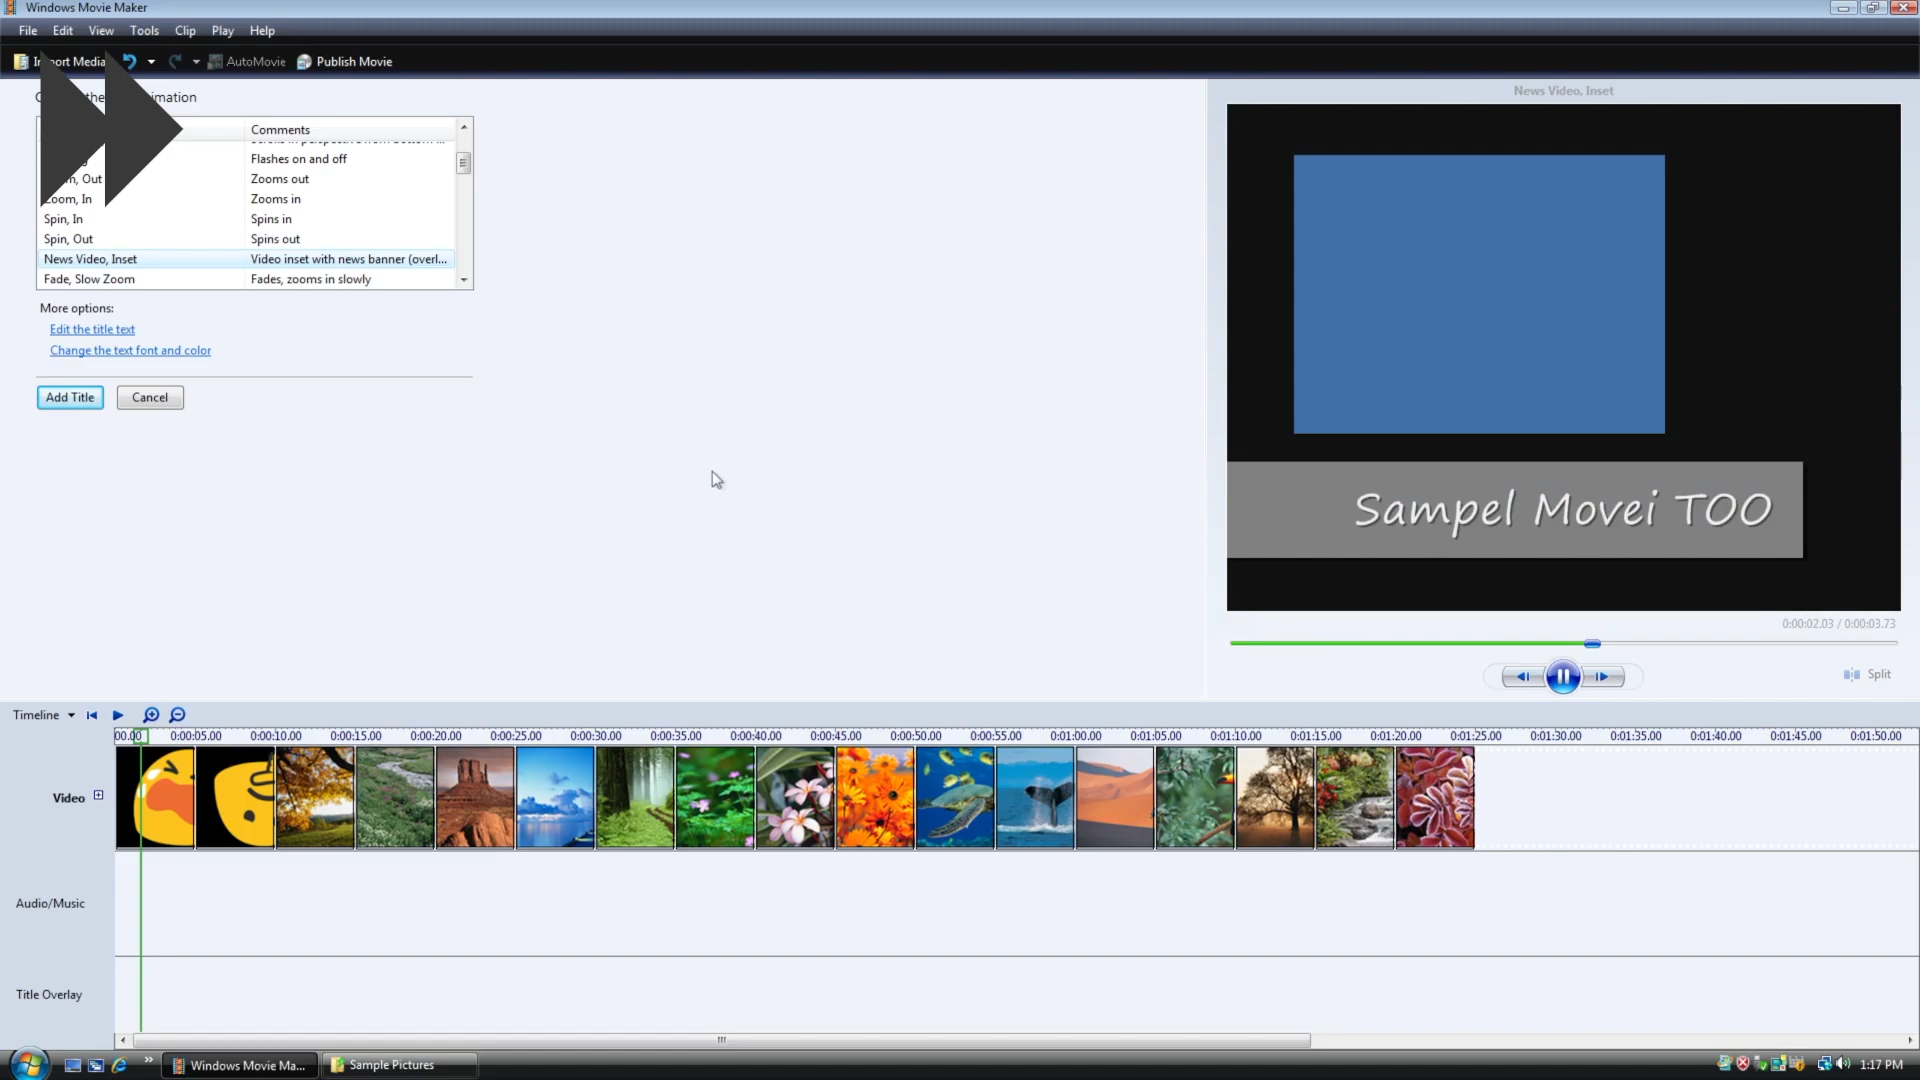 Windows Movie Maker
File Edit View Tools Clip Play Help
Media AutoMovie Publish Movie
the imation
Comments
Flashes on and off
Out Zooms out
Zoom, In Zooms in
Spin, In Spins in
Spin, Out Spins out
News Video, Inset Video inset with news banner (overl...
Fade, Slow Zoom Fades, zooms in slowly
More options:
Edit the title text
Change the text font and color
Add Title Cancel
News Video, Inset
Sampel Movei TOO
0:00:02.03 / 0:00:03.73
Split
Timeline
00.00 0:00:05.00 0:00:10.00 0:00:15.00 0:00:20.00 0:00:25.00 0:00:30.00 0:00:35.00 0:00:40.00 0:00:45.00 0:00:50.00 0:00:55.00 0:01:00.00 0:01:05.00 0:01:10.00 0:01:15.00 0:01:20.00 0:01:25.00 0:01:30.00 0:01:35.00 0:01:40.00 0:01:45.00 0:01:50.00
Video
Audio/Music
Title Overlay
Windows Movie Ma... Sample Pictures 1:17 PM